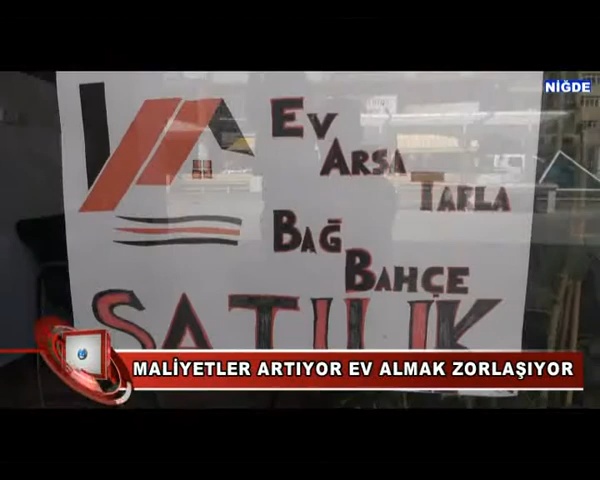 NİĞDE
EV
ARSA
TARLA
BAĞ
BAHÇE
SATILIK
MALİYETLER ARTIYOR EV ALMAK ZORLAŞIYOR